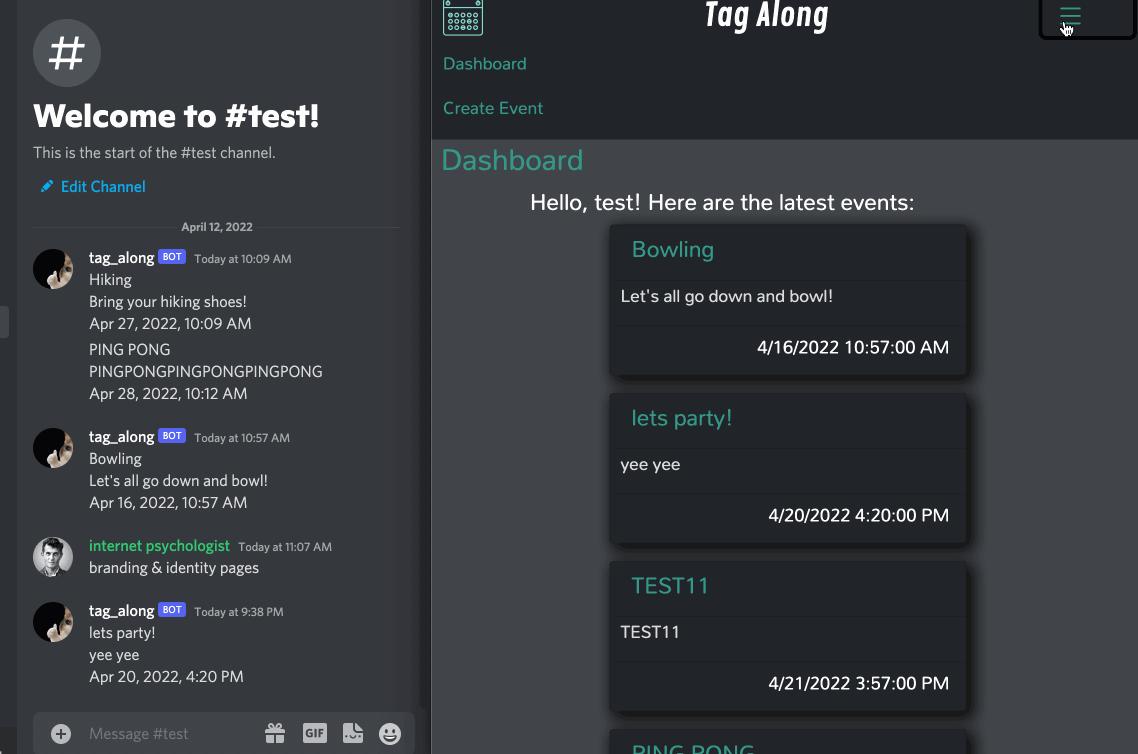 Welcome to #test!
This is the start of the #test channel.
Edit Channel
April 12, 2022
tag_along BOT Today at 10:09 AM
Hiking
Bring your hiking shoes!
Apr 27, 2022, 10:09 AM
PING PONG
PINGPONGPINGPONGPINGPONG
Apr 28, 2022, 10:12 AM
tag_along BOT Today at 10:57 AM
Bowling
Let's all go down and bowl!
Apr 16, 2022, 10:57 AM
internet psychologist Today at 11:07 AM
branding & identity pages
tag_along BOT Today at 9:38 PM
lets party!
yee yee
Apr 20, 2022, 4:20 PM
Message #test
GIF
Tag Along
Dashboard
Create Event
Dashboard
Hello, test! Here are the latest events:
Bowling
Let's all go down and bowl!
4/16/2022 10:57:00 AM
lets party!
yee yee
4/20/2022 4:20:00 PM
TEST11
TEST11
4/21/2022 3:57:00 PM
PING PONG